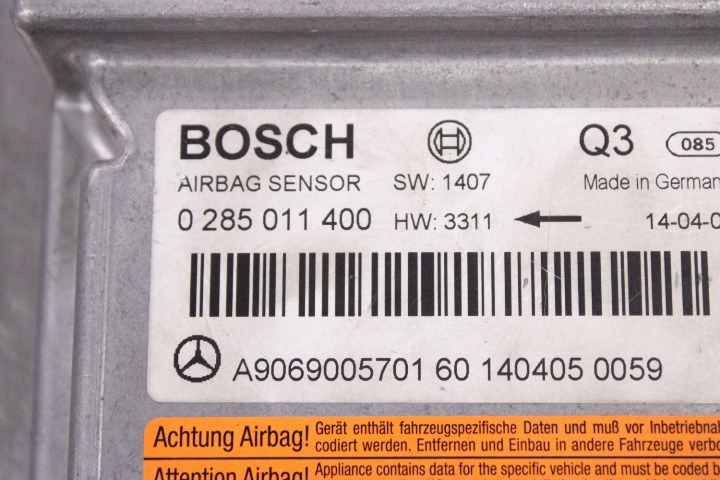 BOSCH Q3 085
AIRBAG SENSOR SW: 1407 Made in German
0 285 011 400 HW: 3311 14-04-0
A9069005701 60 140405 0059
Achtung Airbag! Gerät enthält fahrzeugspezifische Daten und muß vor Inbetriebnah
codiert werden. Entfernen und Einbau in andere Fahrzeuge verbo
Attention Airbag! Appliance contains data for the specific vehicle and must be coded b